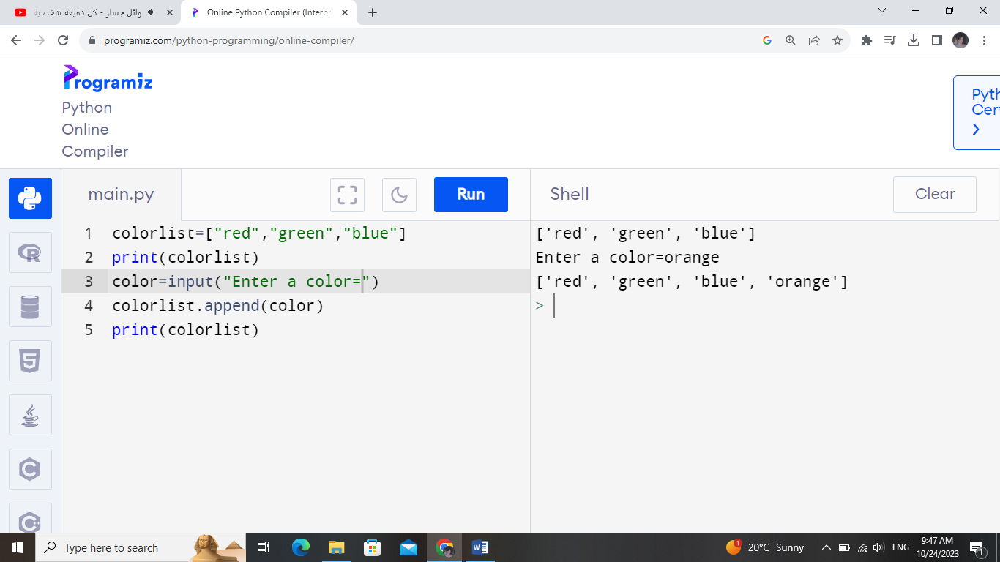 وائل جسار - كل دقيقة شخصية
Online Python Compiler (Interpr
programiz.com/python-programming/online-compiler/
Programiz
Python
Online
Compiler
Pyth
Cert
main.py
Run
Shell
Clear
1 colorlist=["red","green","blue"]
2 print(colorlist)
3 color=input("Enter a color=")
4 colorlist.append(color)
5 print(colorlist)
['red', 'green', 'blue']
Enter a color=orange
['red', 'green', 'blue', 'orange']
>
Type here to search
1
20°C Sunny
ENG
9:47 AM
10/24/2023
1